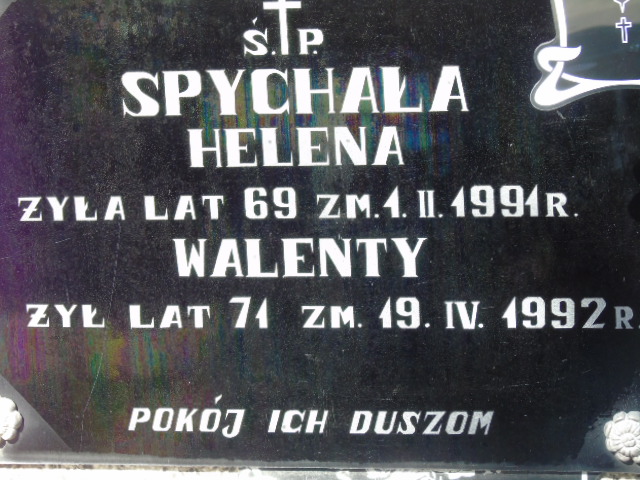 Ś. P.
SPYCHAŁA
HELENA
ŻYŁA LAT 69 ZM. 1. II. 1991 R.
WALENTY
ŻYŁ LAT 71 ZM. 19. IV. 1992 R
POKÓJ ICH DUSZOM